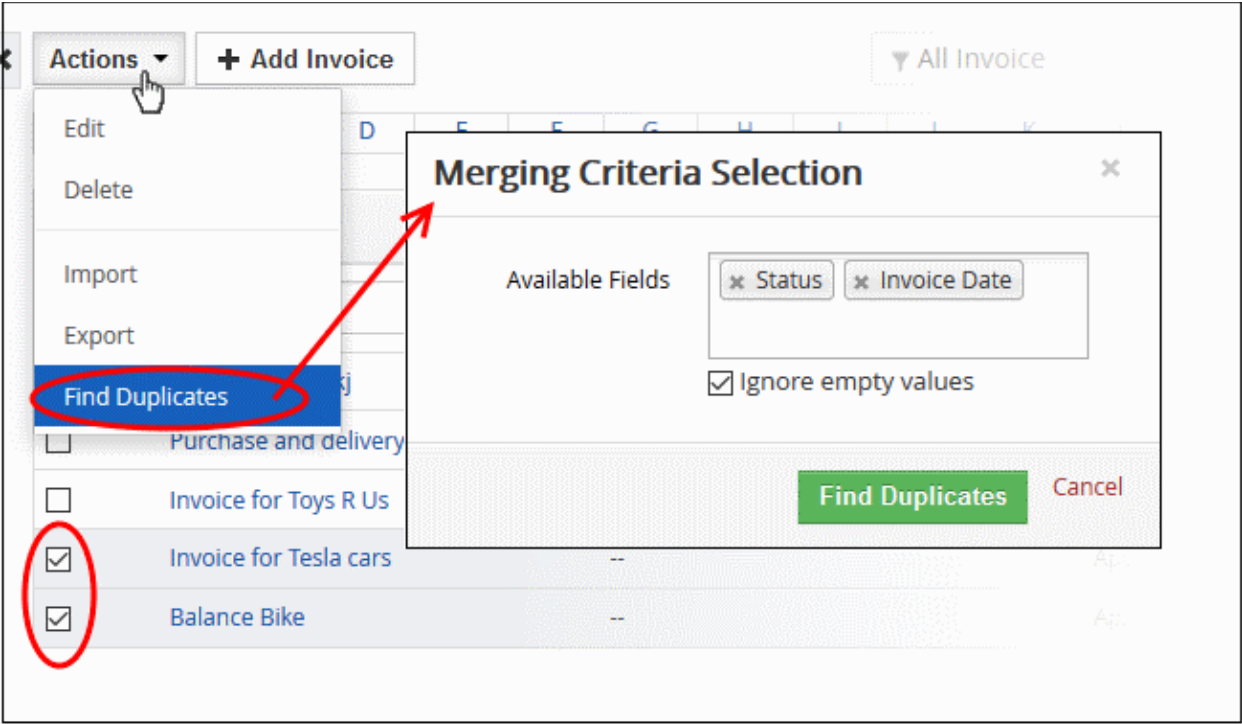 Actions + Add Invoice All Invoice
Edit
Delete
Import
Export
Find Duplicates
D E F G H I J K
Merging Criteria Selection ×
Available Fields × Status × Invoice Date
Ignore empty values
Find Duplicates Cancel
kj
Purchase and delivery
Invoice for Toys R Us
Invoice for Tesla cars --
Balance Bike --